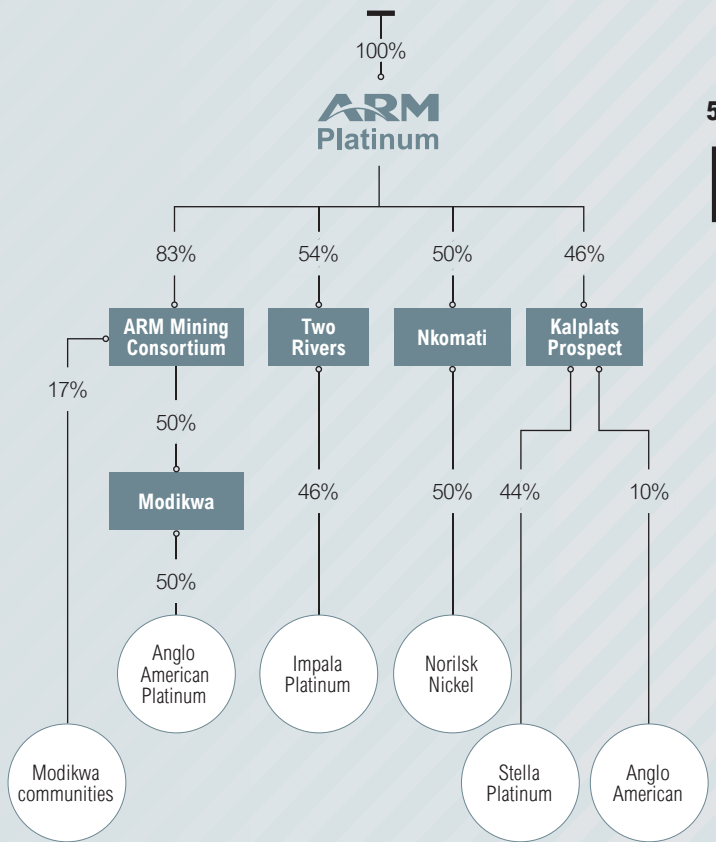 100%
ARM
Platinum
5
83%
54%
50%
46%
ARM Mining
Consortium
Two
Rivers
Nkomati
Kalplats
Prospect
17%
50%
Modikwa
46%
50%
44%
10%
50%
Anglo
American
Platinum
Impala
Platinum
Norilsk
Nickel
Modikwa
communities
Stella
Platinum
Anglo
American